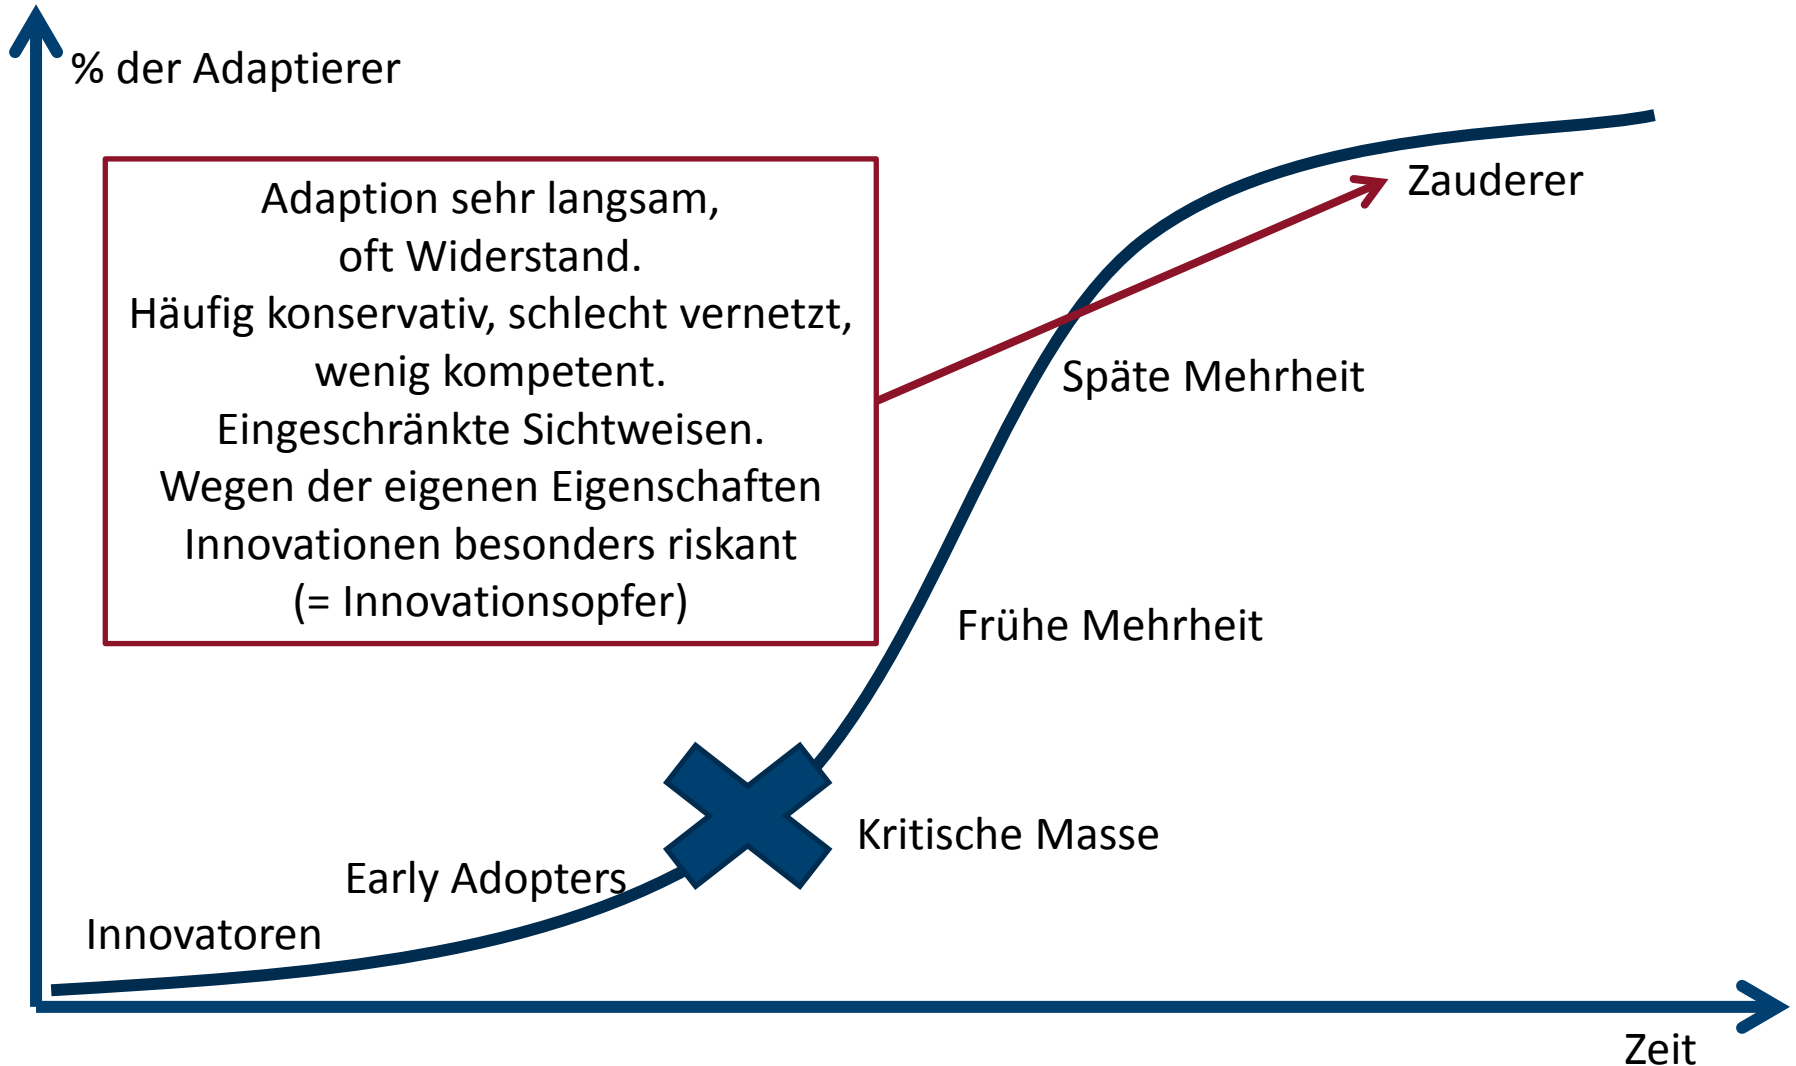 % der Adaptierer
Adaption sehr langsam,
oft Widerstand.
Häufig konservativ, schlecht vernetzt,
wenig kompetent.
Eingeschränkte Sichtweisen.
Wegen der eigenen Eigenschaften
Innovationen besonders riskant
(= Innovationsopfer)
Zauderer
Späte Mehrheit
Frühe Mehrheit
Kritische Masse
Early Adopters
Innovatoren
Zeit